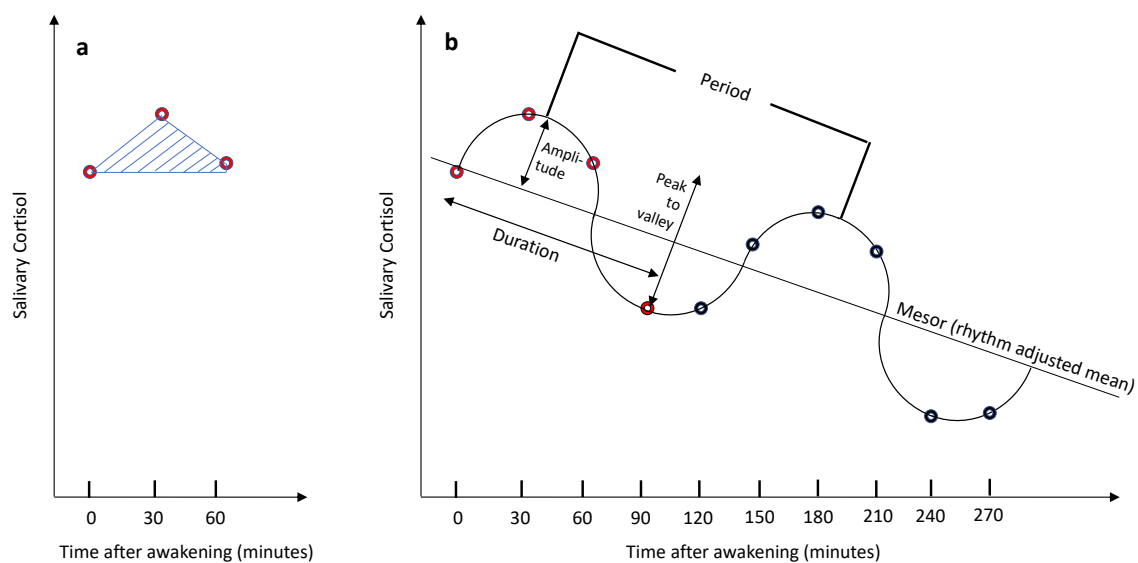 a
Salivary Cortisol
0 30 60
Time after awakening (minutes)
b
Salivary Cortisol
Period
Ampli-
tude
Peak
to
valley
Duration
Mesor (rhythm adjusted mean)
0 30 60 90 120 150 180 210 240 270
Time after awakening (minutes)